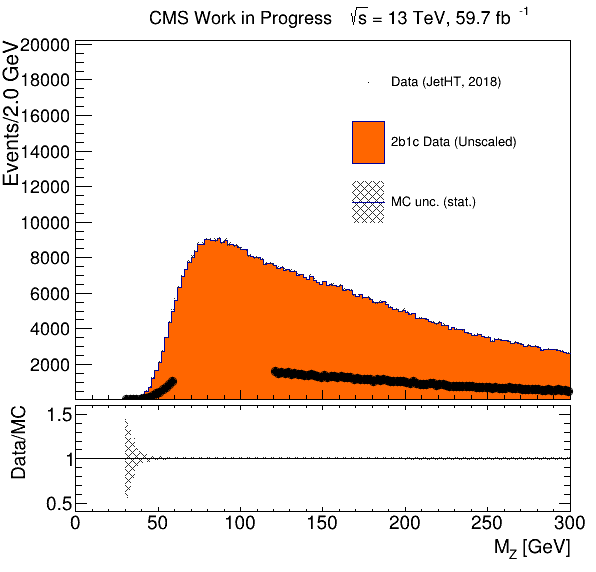 CMS Work in Progress √s = 13 TeV, 59.7 fb⁻¹
Events/2.0 GeV
20000
18000
16000
14000
12000
10000
8000
6000
4000
2000
Data (JetHT, 2018)
2b1c Data (Unscaled)
MC unc. (stat.)
Data/MC
1.5
1
0.5
0 50 100 150 200 250 300
M_Z [GeV]